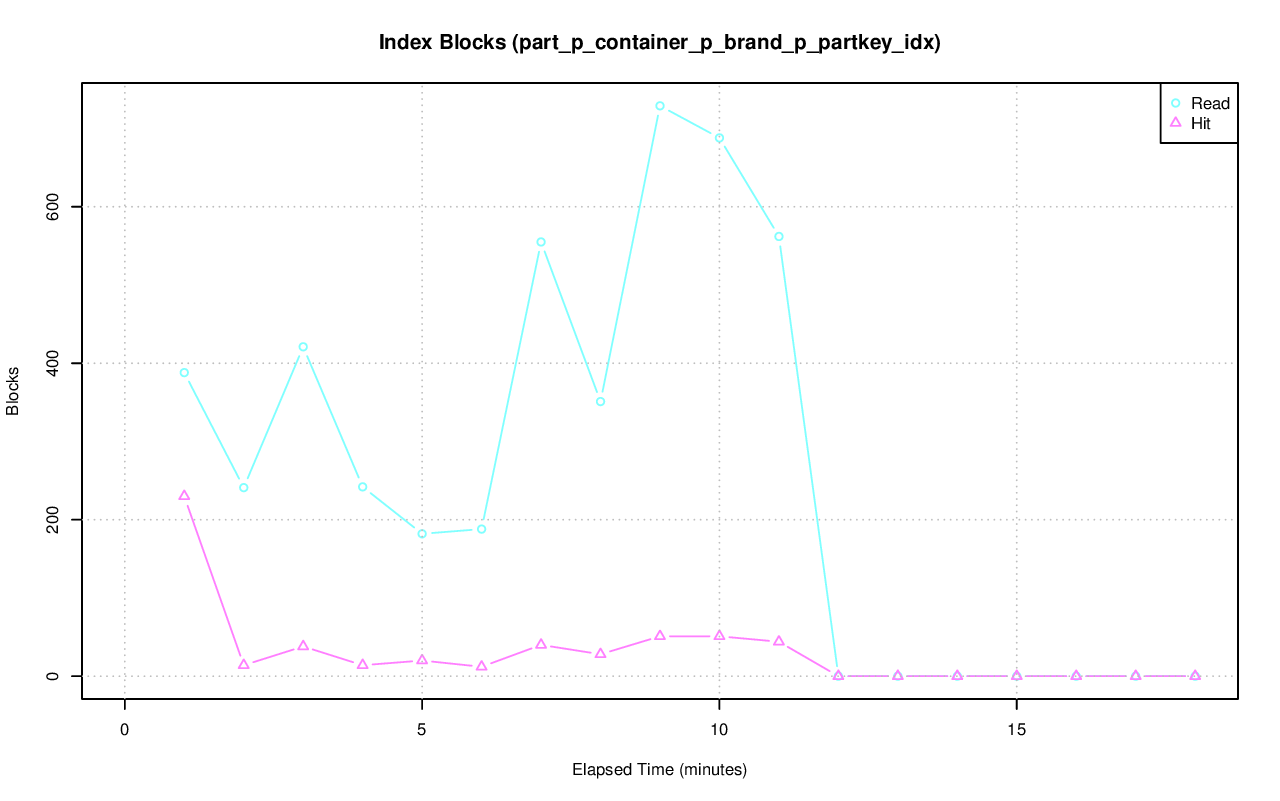 Index Blocks (part_p_container_p_brand_p_partkey_idx)
Read
Hit
Blocks
600
400
200
0
0 5 10 15
Elapsed Time (minutes)